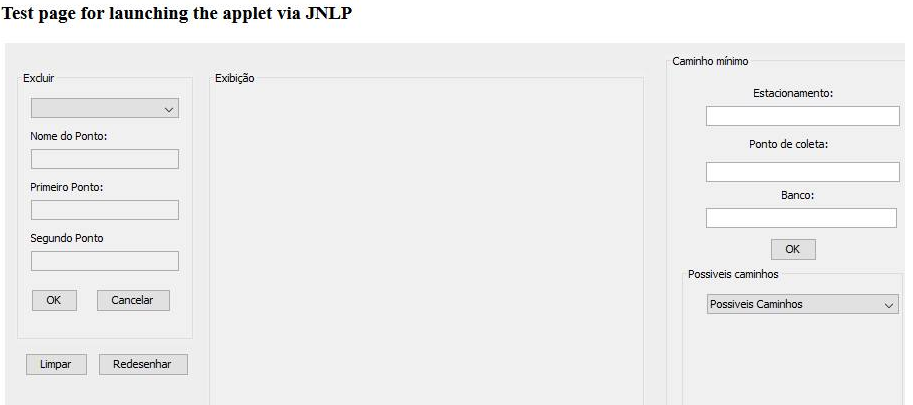 Test page for launching the applet via JNLP
Excluir
Nome do Ponto:
Primeiro Ponto:
Segundo Ponto
OK
Cancelar
Limpar
Redesenhar
Exibição
Caminho mínimo
Estacionamento:
Ponto de coleta:
Banco:
OK
Possiveis caminhos
Possiveis Caminhos